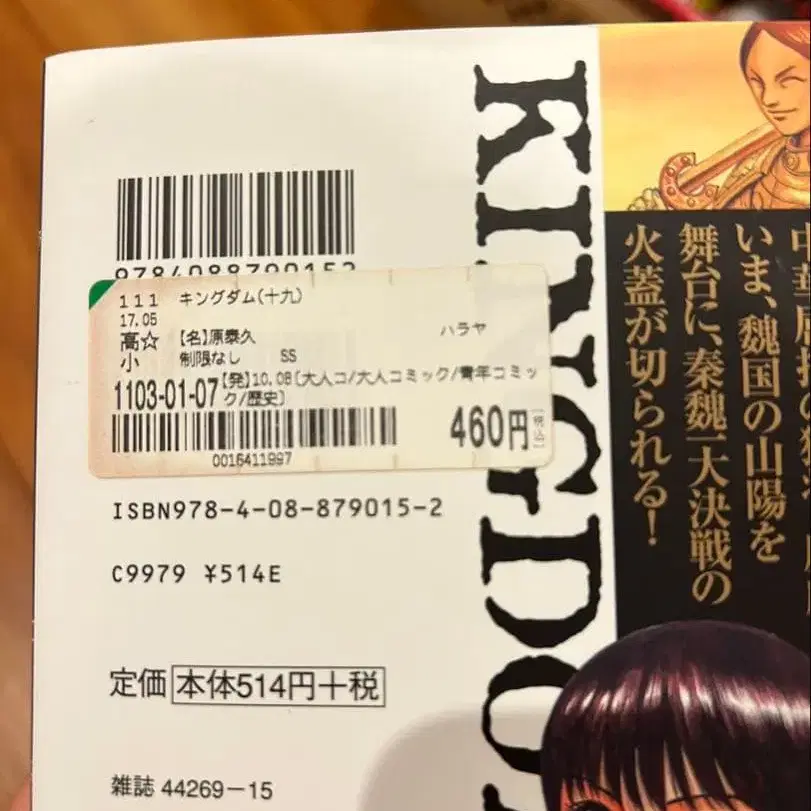 KINGDO
111 キングダム(十九)
17.05
高☆ 【名】原泰久 ハラヤ
小 制限なし SS
1103-01-07 【発】10.08〔大人コ/大人コミック/青年コミッ
ク/歴史〕
460円
(税込)
0016411997
ISBN978-4-08-879015-2
C9979 ¥514E
定価 本体514円+税
雑誌 44269-15
いま、魏国の山陽を
舞台に、秦魏一大決戦の
火蓋が切られる!